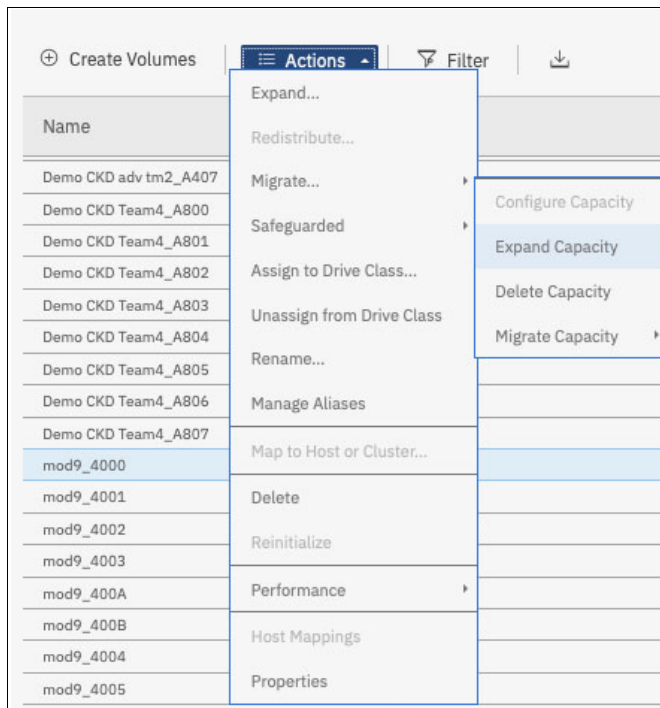 Create Volumes
Actions
Filter
Name
Demo CKD adv tm2_A407
Demo CKD Team4_A800
Demo CKD Team4_A801
Demo CKD Team4_A802
Demo CKD Team4_A803
Demo CKD Team4_A804
Demo CKD Team4_A805
Demo CKD Team4_A806
Demo CKD Team4_A807
mod9_4000
mod9_4001
mod9_4002
mod9_4003
mod9_400A
mod9_400B
mod9_4004
mod9_4005
Expand...
Redistribute...
Migrate...
Safeguarded
Assign to Drive Class...
Unassign from Drive Class
Rename...
Manage Aliases
Map to Host or Cluster...
Delete
Reinitialize
Performance
Host Mappings
Properties
Configure Capacity
Expand Capacity
Delete Capacity
Migrate Capacity